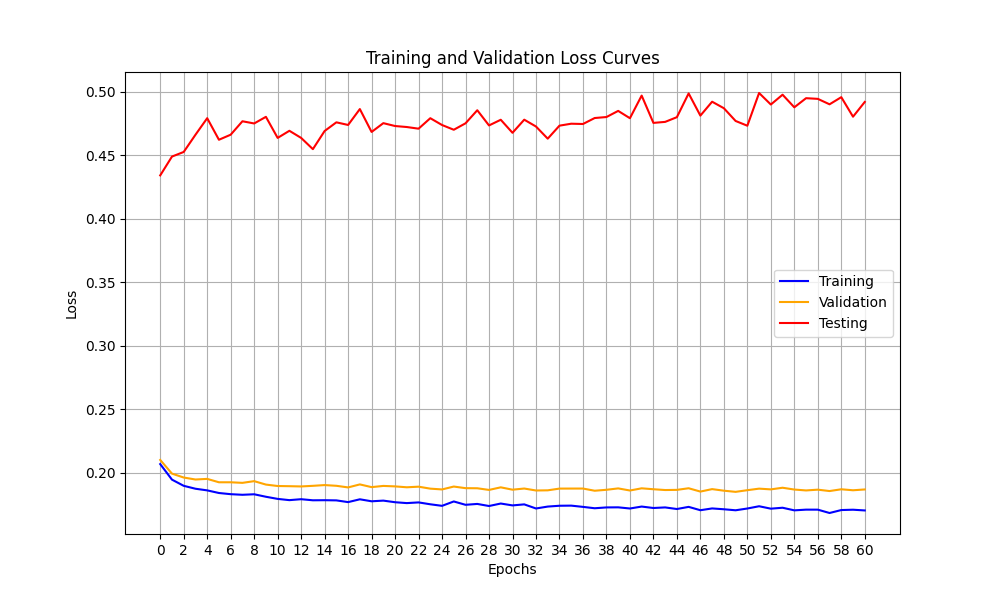 Training and Validation Loss Curves
0.50
0.45
0.40
0.35
0.30
0.25
0.20
Loss
Training
Validation
Testing
0 2 4 6 8 10 12 14 16 18 20 22 24 26 28 30 32 34 36 38 40 42 44 46 48 50 52 54 56 58 60
Epochs